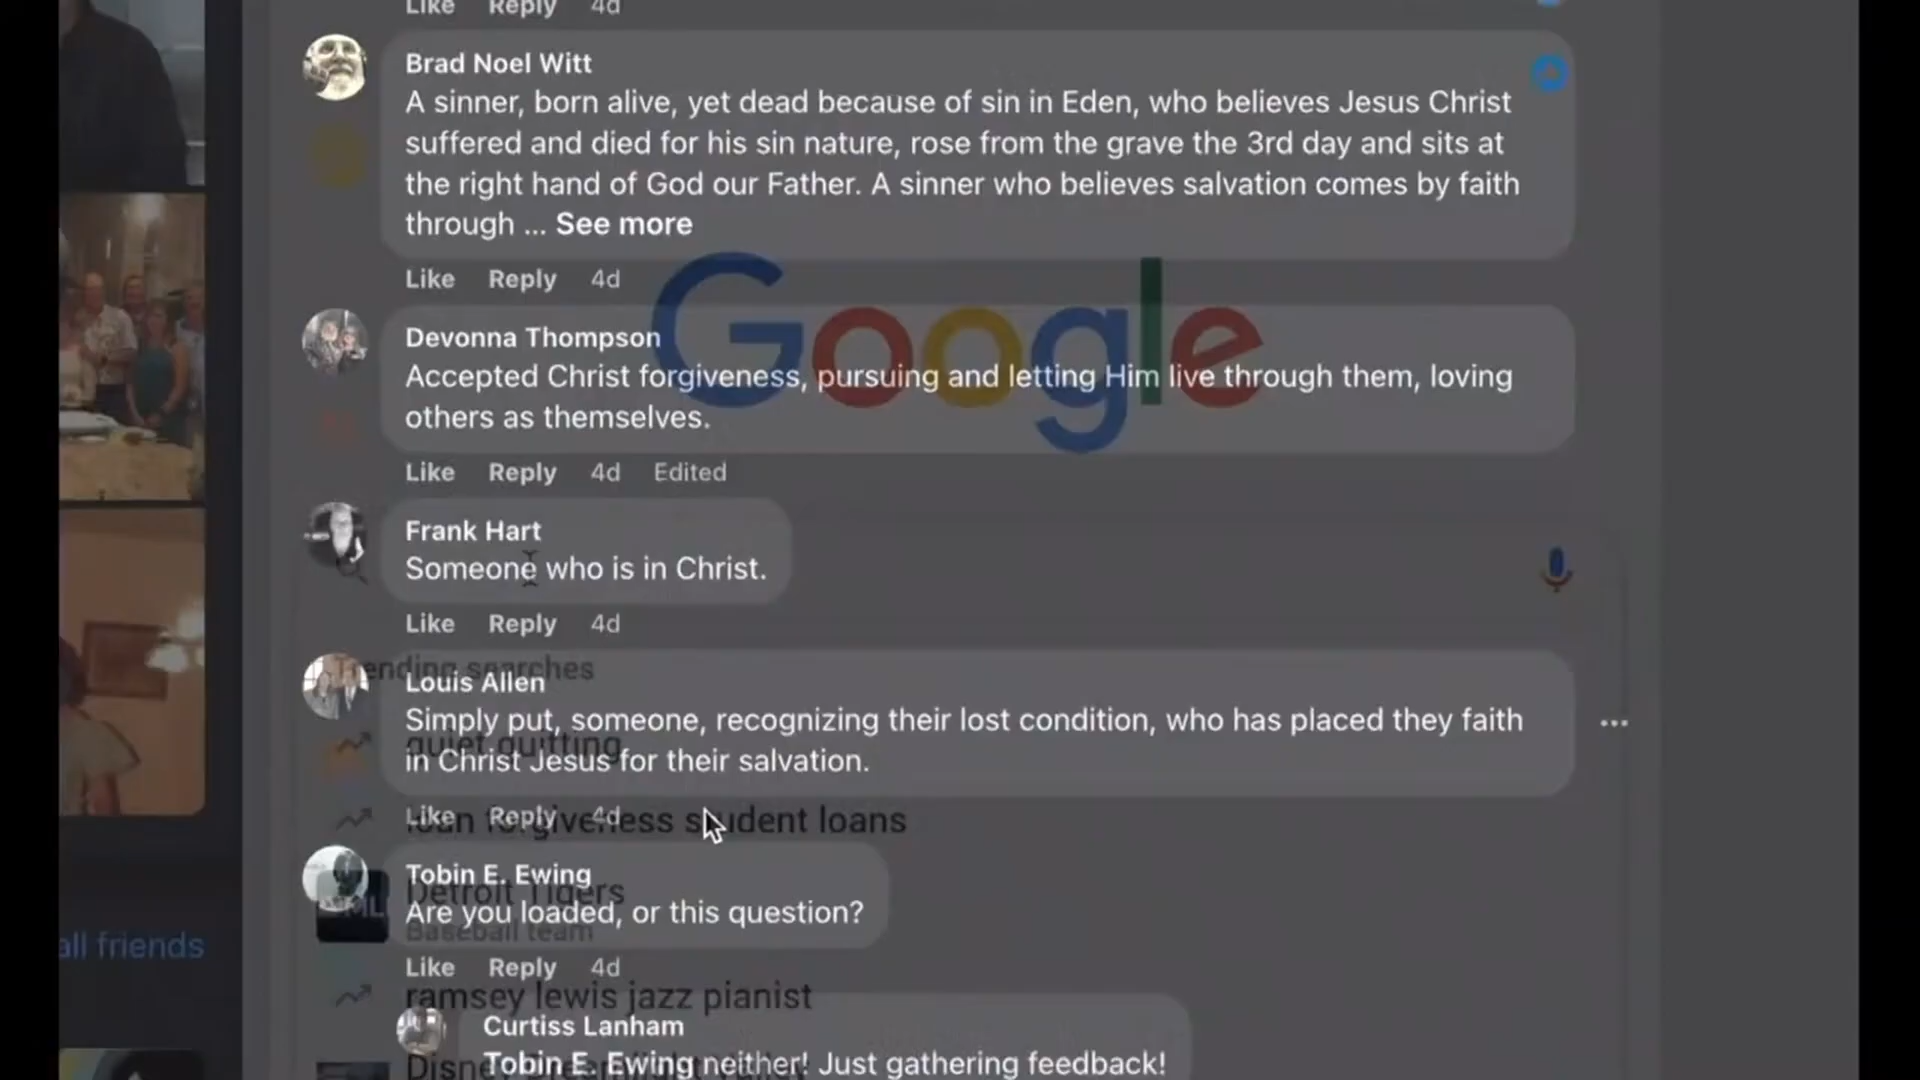 Like Reply 4d
Brad Noel Witt
A sinner, born alive, yet dead because of sin in Eden, who believes Jesus Christ
suffered and died for his sin nature, rose from the grave the 3rd day and sits at
the right hand of God our Father. A sinner who believes salvation comes by faith
through ... See more
Like Reply 4d
Google
Devonna Thompson
Accepted Christ forgiveness, pursuing and letting Him live through them, loving
others as themselves.
Like Reply 4d Edited
Frank Hart
Someone who is in Christ.
Like Reply 4d
Trending searches
Louis Allen
Simply put, someone, recognizing their lost condition, who has placed they faith
quiet quitting
in Christ Jesus for their salvation.
Like Reply 4d
loan forgiveness student loans
Tobin E. Ewing
Detroit Tigers
Are you loaded, or this question?
Baseball team
all friends
Like Reply 4d
ramsey lewis jazz pianist
Curtiss Lanham
Tobin E. Ewing neither! Just gathering feedback!
Disney